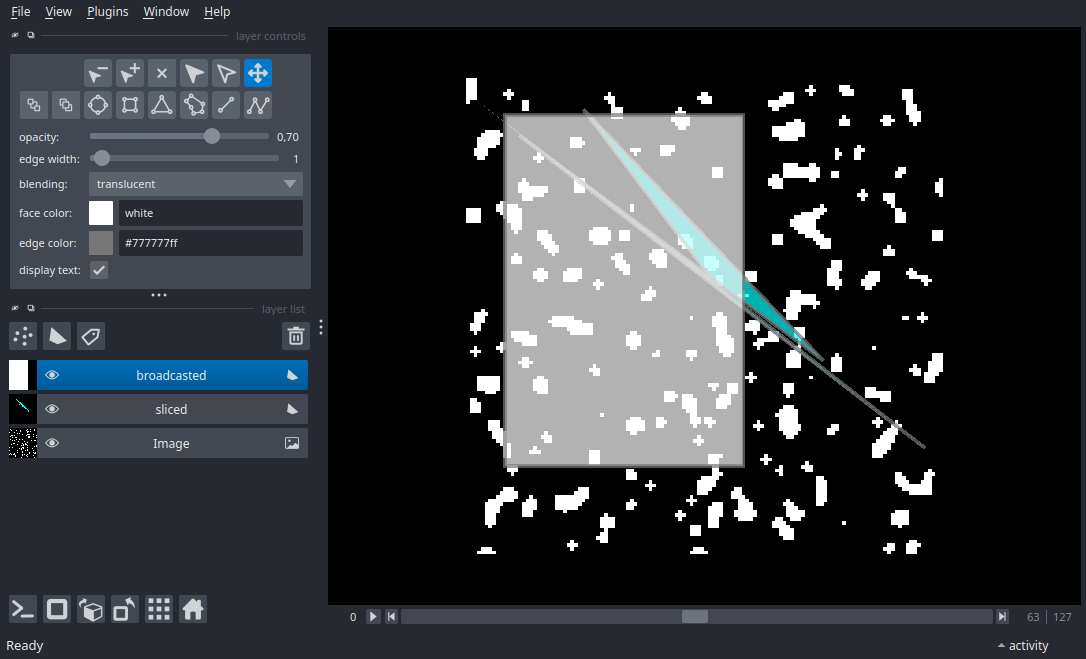 File View Plugins Window Help
layer controls
opacity: 0,70
edge width: 1
blending: translucent
face color: white
edge color: #777777ff
display text:
layer list
broadcasted
sliced
Image
0 63 | 127
Ready activity